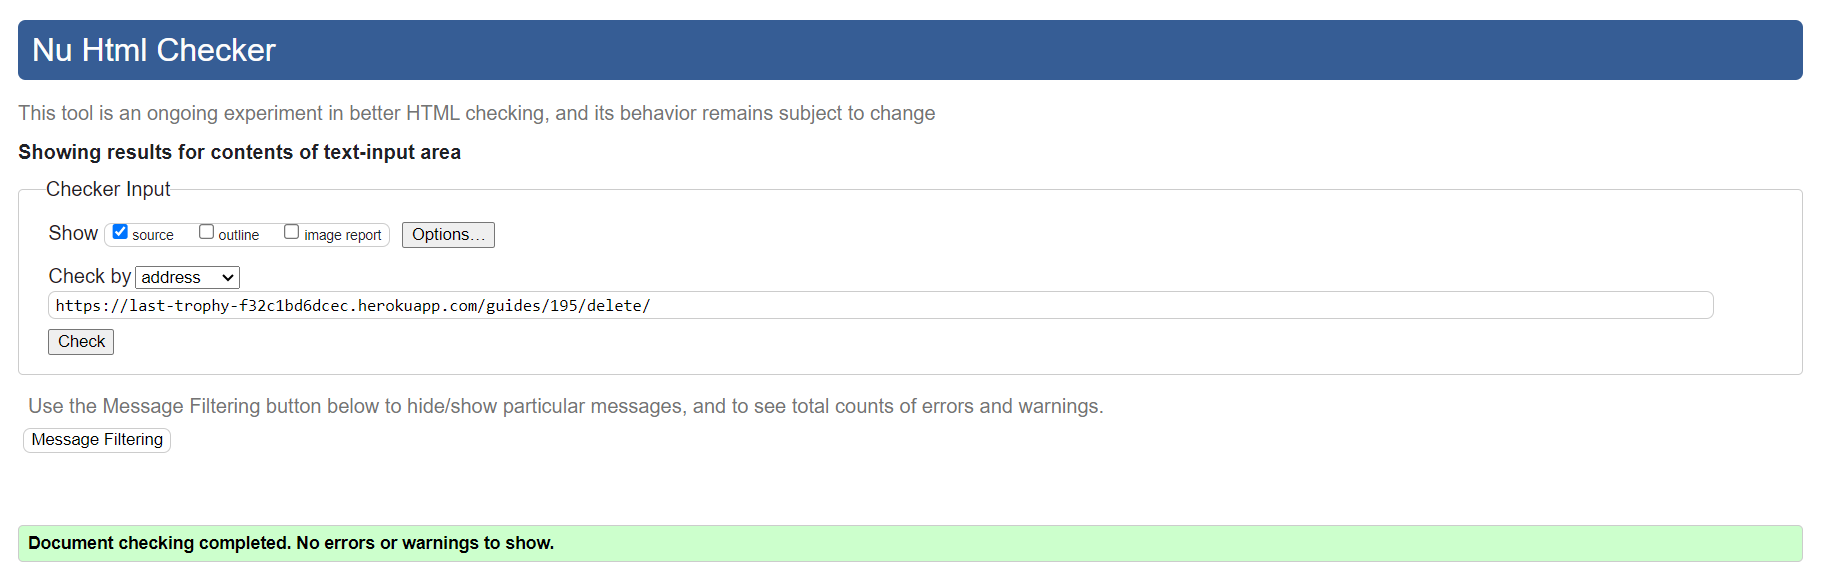 Nu Html Checker
This tool is an ongoing experiment in better HTML checking, and its behavior remains subject to change
Showing results for contents of text-input area
Checker Input
Show source outline image report Options...
Check by address
https://last-trophy-f32c1bd6dcec.herokuapp.com/guides/195/delete/
Check
Use the Message Filtering button below to hide/show particular messages, and to see total counts of errors and warnings.
Message Filtering
Document checking completed. No errors or warnings to show.